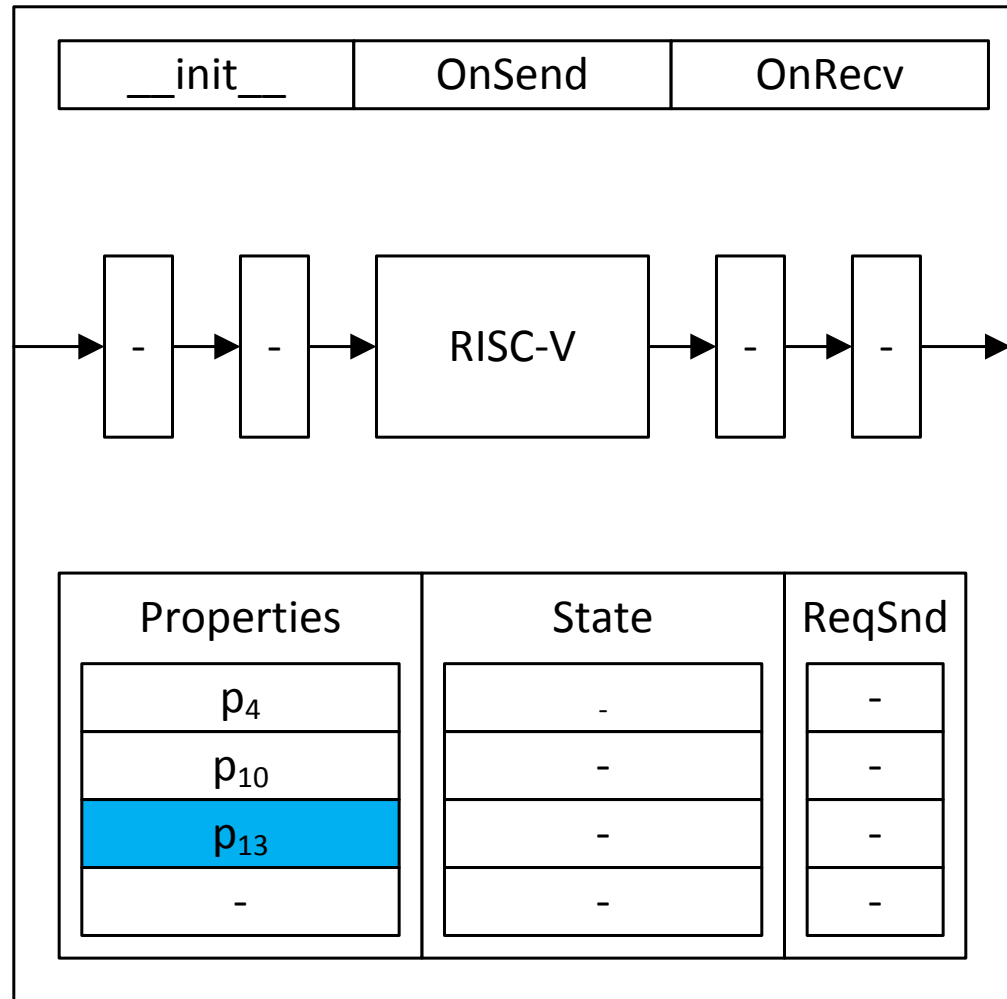 __init__ OnSend OnRecv
- - RISC-V - -
Properties State ReqSnd
p₄ - -
p₁₀ - -
p₁₃ - -
- - -